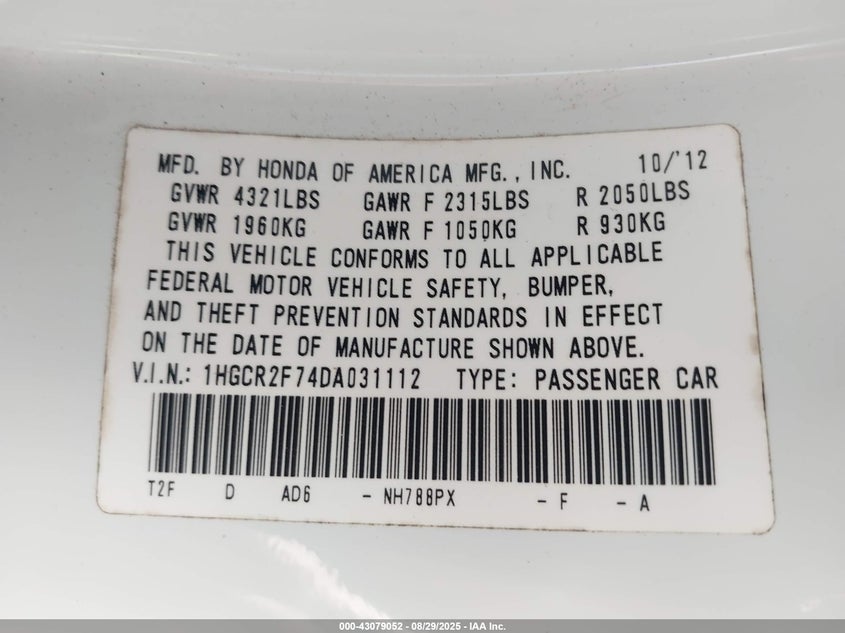 MFD. BY HONDA OF AMERICA MFG., INC. 10/'12
GVWR 4321LBS GAWR F 2315LBS R 2050LBS
GVWR 1960KG GAWR F 1050KG R 930KG
THIS VEHICLE CONFORMS TO ALL APPLICABLE
FEDERAL MOTOR VEHICLE SAFETY, BUMPER,
AND THEFT PREVENTION STANDARDS IN EFFECT
ON THE DATE OF MANUFACTURE SHOWN ABOVE.
V.I.N.: 1HGCR2F74DA031112 TYPE: PASSENGER CAR
T2F D AD6 - NH788PX - F - A
000-43079052 - 08/29/2025 - IAA Inc.